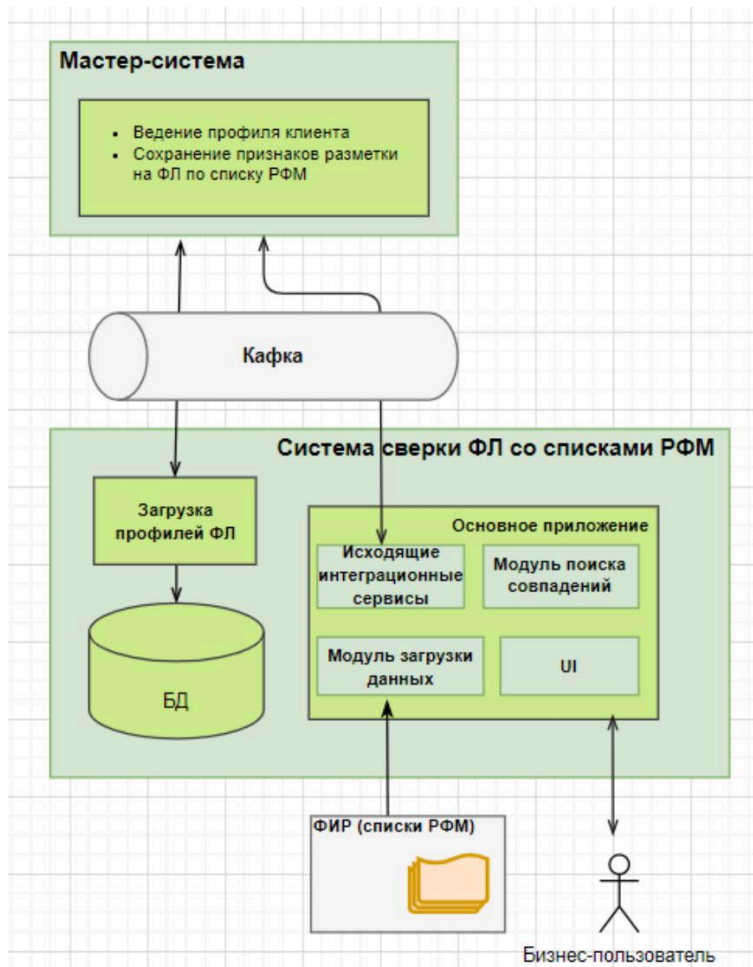 Мастер-система
• Ведение профиля клиента
• Сохранение признаков разметки
на ФЛ по списку РФМ
Кафка
Система сверки ФЛ со списками РФМ
Загрузка
профилей ФЛ
БД
Основное приложение
Исходящие
интеграционные
сервисы
Модуль поиска
совпадений
Модуль загрузки
данных
UI
ФИР (списки РФМ)
Бизнес-пользователь